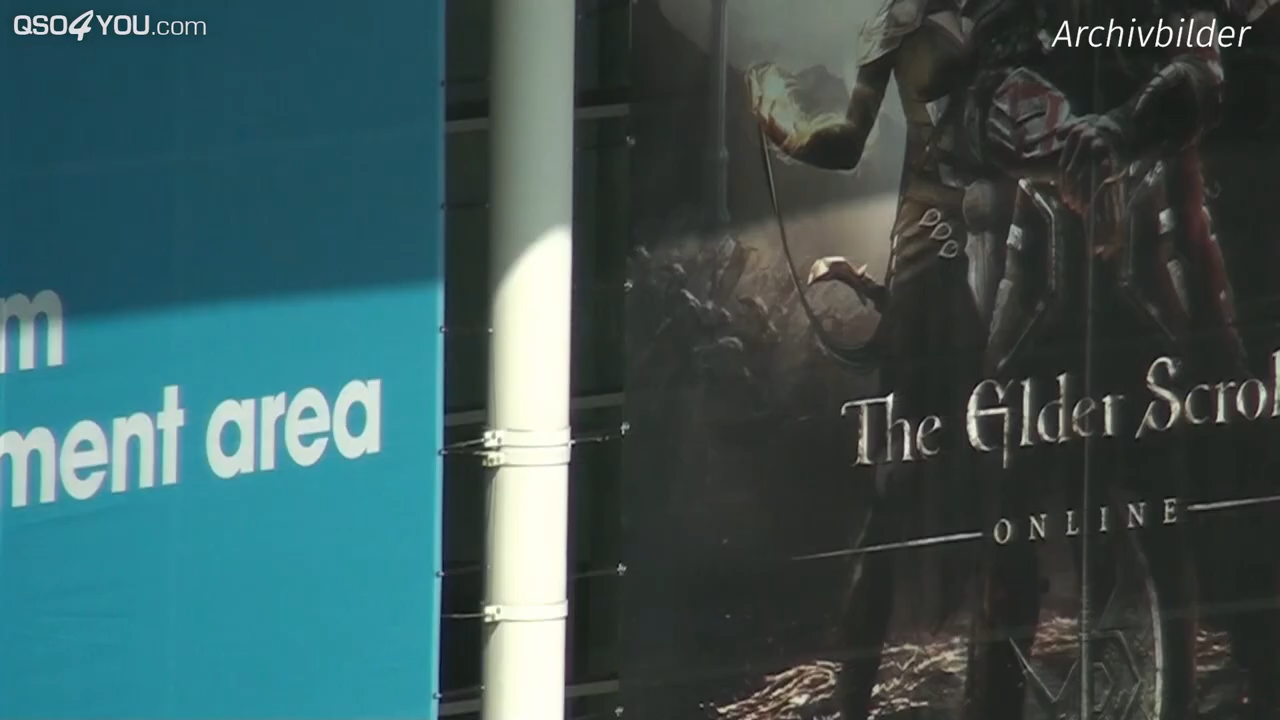 QSO4YOU.com
Archivbilder
m
ment area
The Elder Scrol
ONLINE